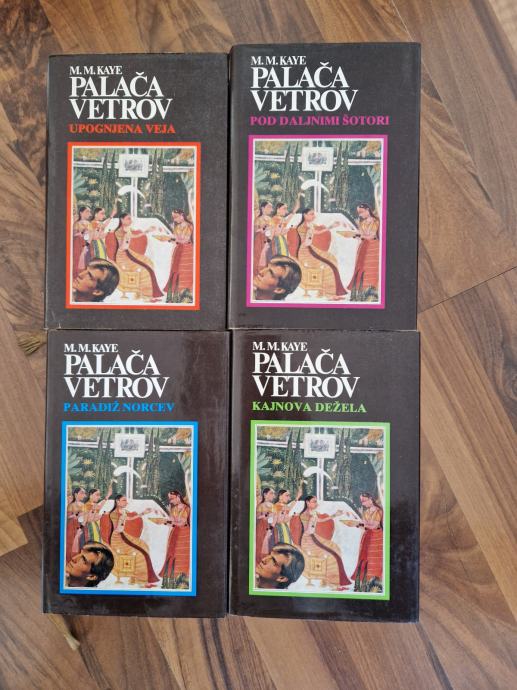 M. M. KAYE
PALAČA
VETROV
UPOGNJENA VEJA
M. M. KAYE
PALAČA
VETROV
POD DALJNIMI ŠOTORI
M. M. KAYE
PALAČA
VETROV
PARADIŽ NORCEV
M. M. KAYE
PALAČA
VETROV
KAJNOVA DEŽELA